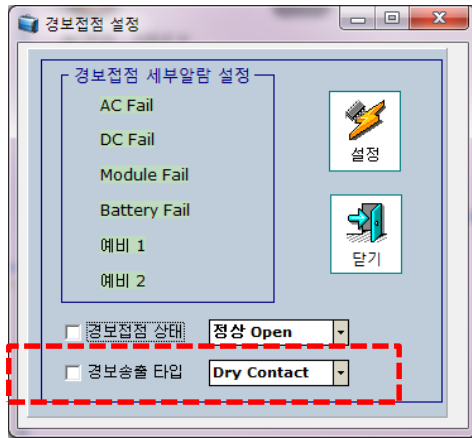 경보접점 설정
경보접점 세부알람 설정
AC Fail
DC Fail
Module Fail
Battery Fail
예비 1
예비 2
설정
닫기
경보접점 상태 정상 Open
경보송출 타입 Dry Contact